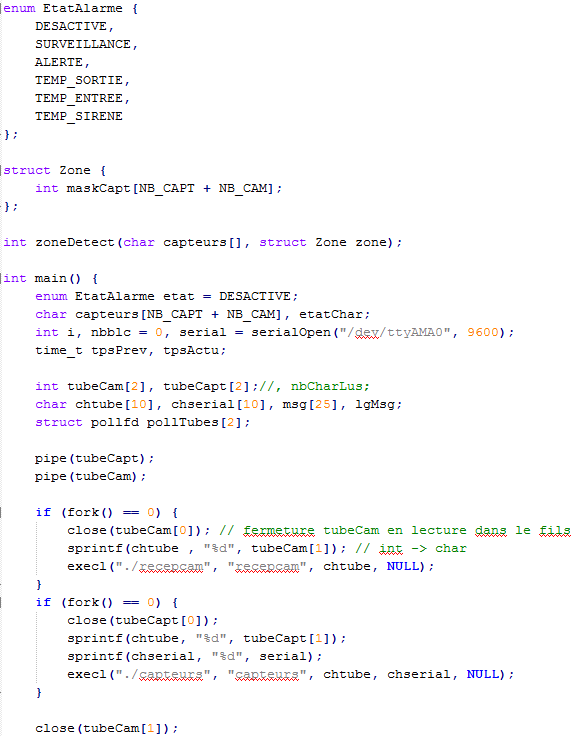 enum EtatAlarme {
    DESACTIVE,
    SURVEILLANCE,
    ALERTE,
    TEMP_SORTIE,
    TEMP_ENTREE,
    TEMP_SIRENE
};

struct Zone {
    int maskCapt[NB_CAPT + NB_CAM];
};

int zoneDetect(char capteurs[], struct Zone zone);

int main() {
    enum EtatAlarme etat = DESACTIVE;
    char capteurs[NB_CAPT + NB_CAM], etatChar;
    int i, nbblc = 0, serial = serialOpen("/dev/ttyAMA0", 9600);
    time_t tpsPrev, tpsActu;

    int tubeCam[2], tubeCapt[2];//, nbCharLus;
    char chtube[10], chserial[10], msg[25], lgMsg;
    struct pollfd pollTubes[2];

    pipe(tubeCapt);
    pipe(tubeCam);

    if (fork() == 0) {
        close(tubeCam[0]); // fermeture tubeCam en lecture dans le fils
        sprintf(chtube , "%d", tubeCam[1]); // int -> char
        execl("./recepcam", "recepcam", chtube, NULL);
    }
    if (fork() == 0) {
        close(tubeCapt[0]);
        sprintf(chtube, "%d", tubeCapt[1]);
        sprintf(chserial, "%d", serial);
        execl("./capteurs", "capteurs", chtube, chserial, NULL);
    }

    close(tubeCam[1]);